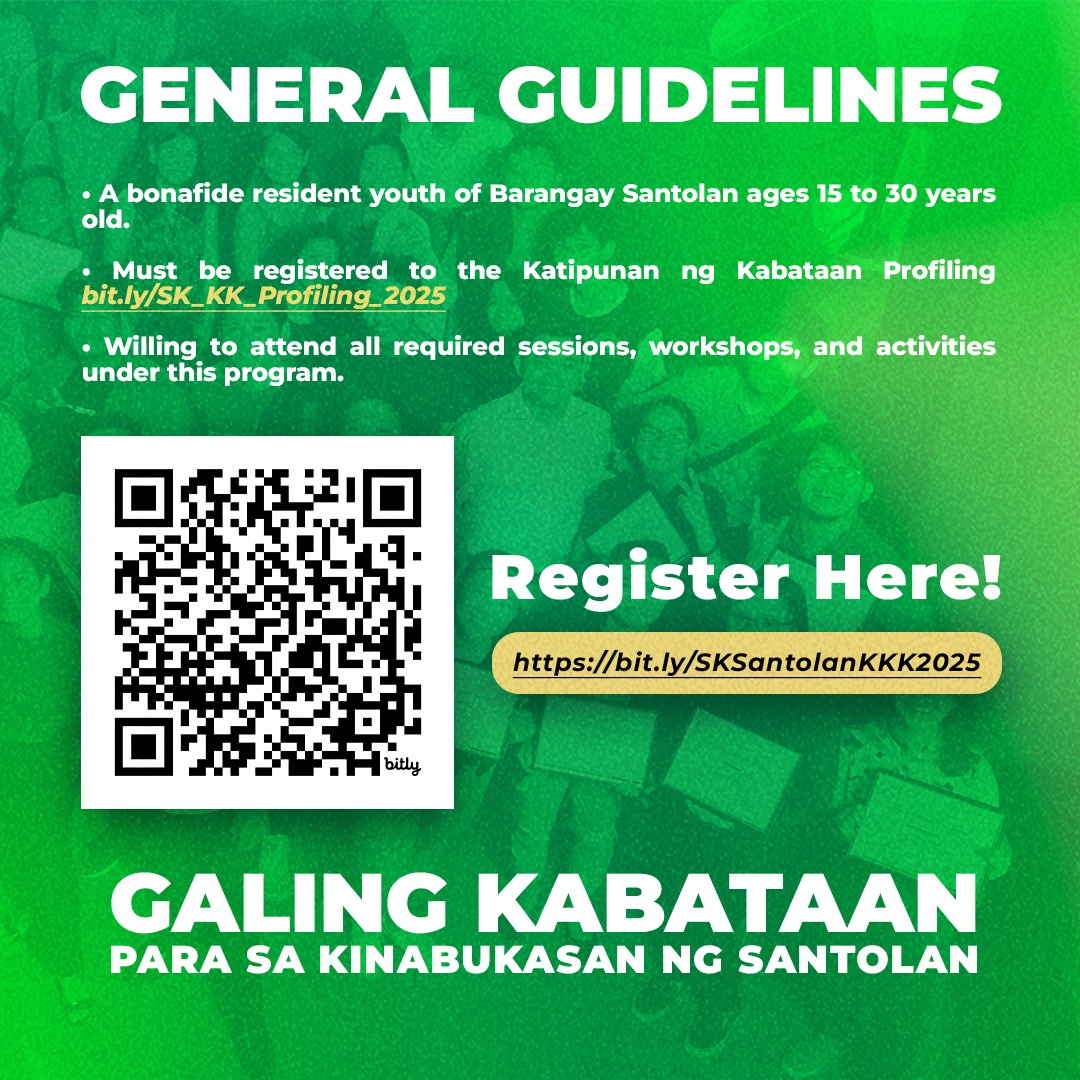 GENERAL GUIDELINES
• A bonafide resident youth of Barangay Santolan ages 15 to 30 years
old.
• Must be registered to the Katipunan ng Kabataan Profiling
bit.ly/SK_KK_Profiling_2025
• Willing to attend all required sessions, workshops, and activities
under this program.
Register Here!
https://bit.ly/SKSantolanKKK2025
bitly
GALING KABATAAN
PARA SA KINABUKASAN NG SANTOLAN